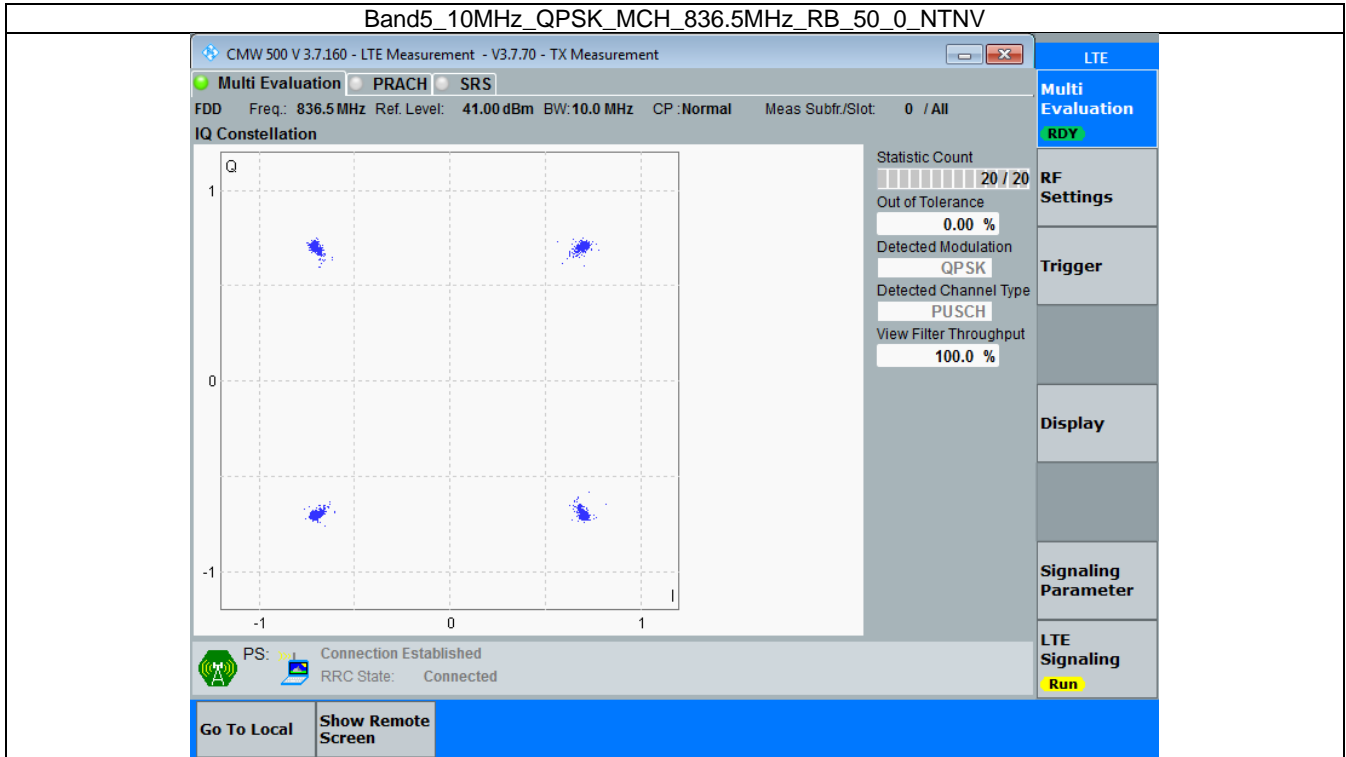 Band5_10MHz_QPSK_MCH_836.5MHz_RB_50_0_NTNV
CMW 500 V 3.7.160 - LTE Measurement - V3.7.70 - TX Measurement
LTE
Multi Evaluation PRACH SRS
Multi
Evaluation
RDY
FDD Freq.: 836.5 MHz Ref. Level: 41.00 dBm BW: 10.0 MHz CP : Normal Meas Subfr./Slot: 0 / All
IQ Constellation
Q
1
0
-1
I
-1 0 1
Statistic Count
20 / 20
Out of Tolerance
0.00 %
Detected Modulation
QPSK
Detected Channel Type
PUSCH
View Filter Throughput
100.0 %
RF
Settings
Trigger
Display
Signaling
Parameter
LTE
Signaling
Run
PS: Connection Established
RRC State: Connected
Go To Local
Show Remote
Screen